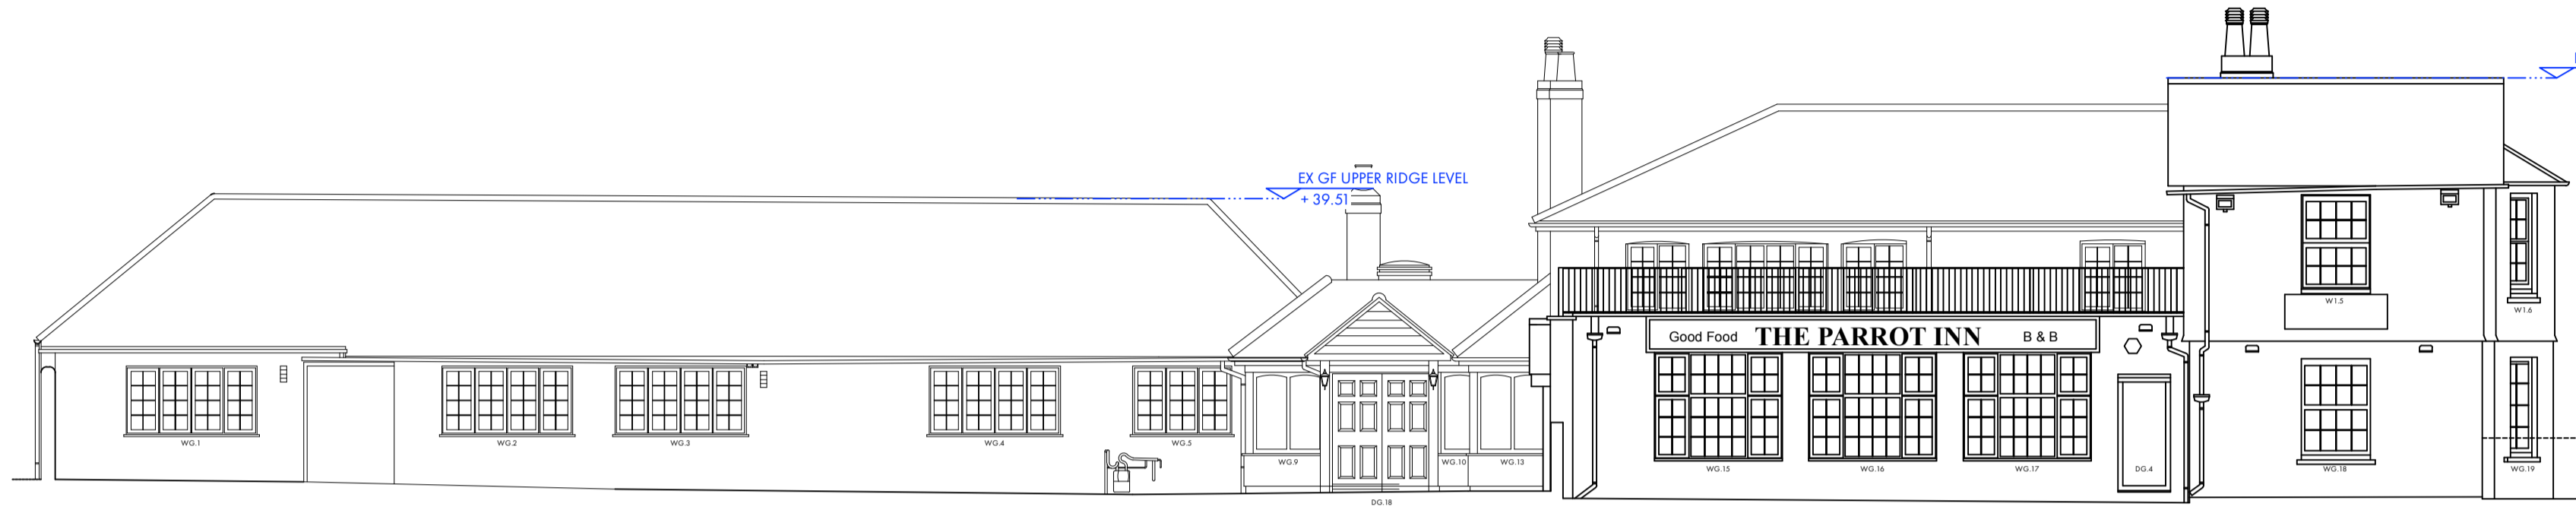 EX GF UPPER RIDGE LEVEL
+ 39.51
W1.5
W1.6
Good Food THE PARROT INN B & B
WG.1
WG.2
WG.3
WG.4
WG.5
WG.9
WG.10
WG.13
WG.15
WG.16
WG.17
DG.4
WG.18
WG.19
DG.18